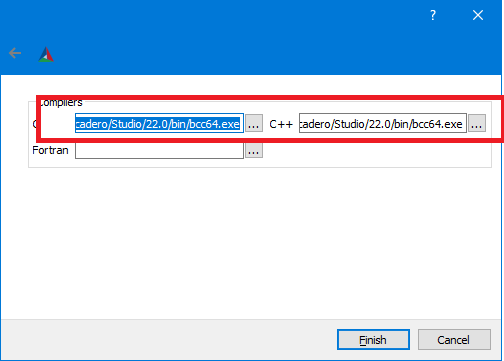 ?
Compilers
C cadero/Studio/22.0/bin/bcc64.exe ... C++ cadero/Studio/22.0/bin/bcc64.exe ...
Fortran ...
Finish Cancel